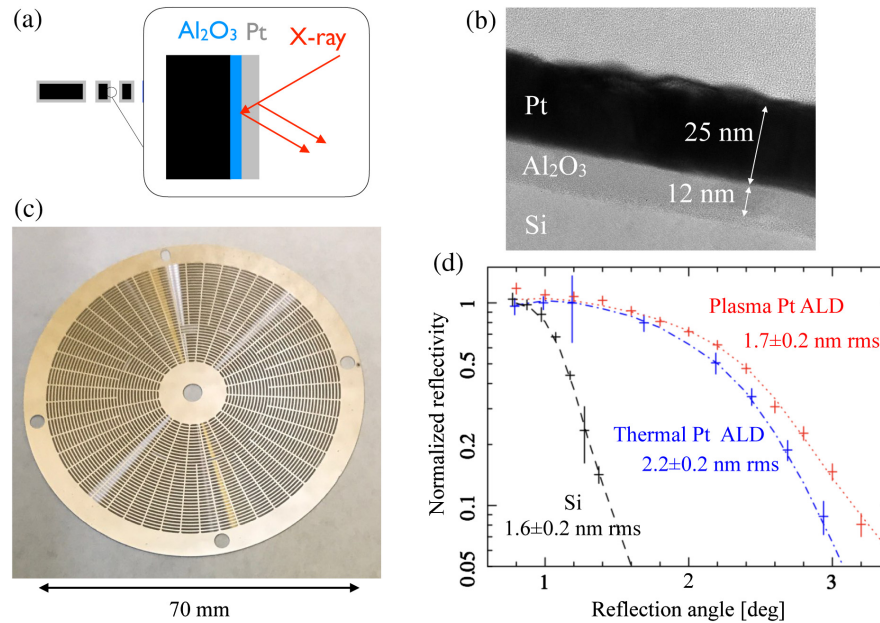 (a)
Al₂O₃ Pt X-ray
(b)
Pt
25 nm
Al₂O₃
12 nm
Si
(c)
70 mm
(d)
Normalized reflectivity
1
0.5
0.2
0.1
0.05
Plasma Pt ALD
1.7±0.2 nm rms
Thermal Pt ALD
2.2±0.2 nm rms
Si
1.6±0.2 nm rms
1 2 3
Reflection angle [deg]